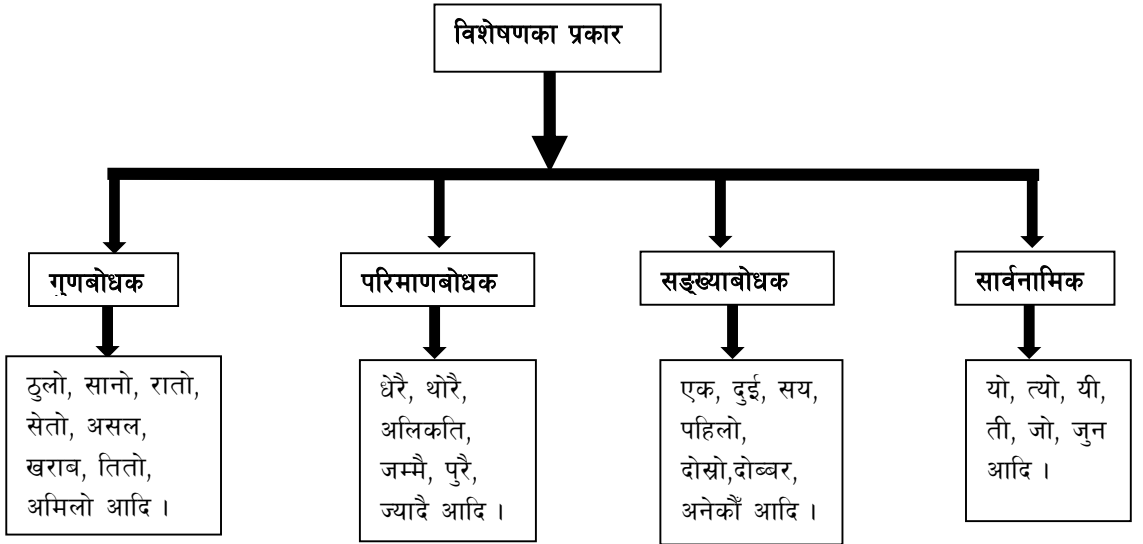 विशेषणका प्रकार
गुणबोधक
परिमाणबोधक
सङ्ख्याबोधक
सार्वनामिक
ठुलो, सानो, रातो,
सेतो, असल,
खराब, तितो,
अमिलो आदि ।
धेरै, थोरै,
अलिकति,
जम्मै, पुरै,
ज्यादै आदि ।
एक, दुई, सय,
पहिलो,
दोस्रो,दोब्बर,
अनेकौँ आदि ।
यो, त्यो, यी,
ती, जो, जुन
आदि ।